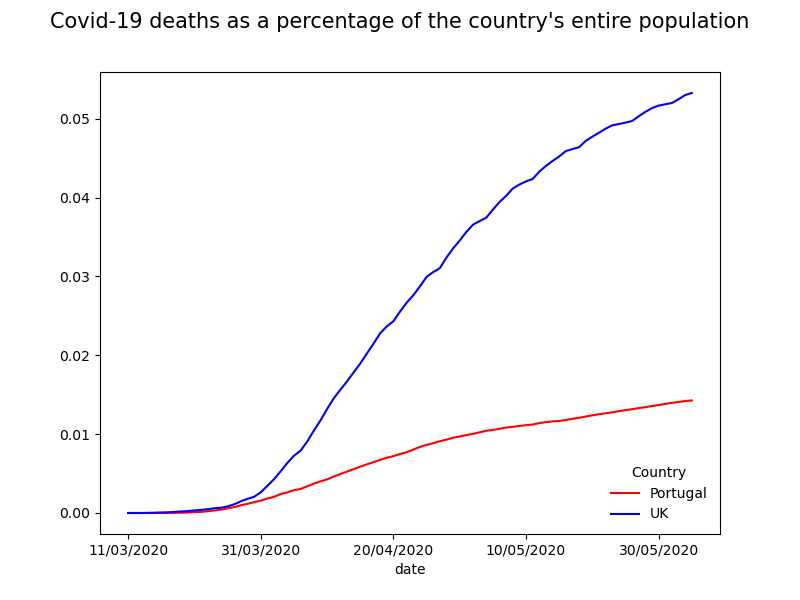 Covid-19 deaths as a percentage of the country's entire population
0.05
0.04
0.03
0.02
0.01
0.00
Country
Portugal
UK
11/03/2020 31/03/2020 20/04/2020 10/05/2020 30/05/2020
date